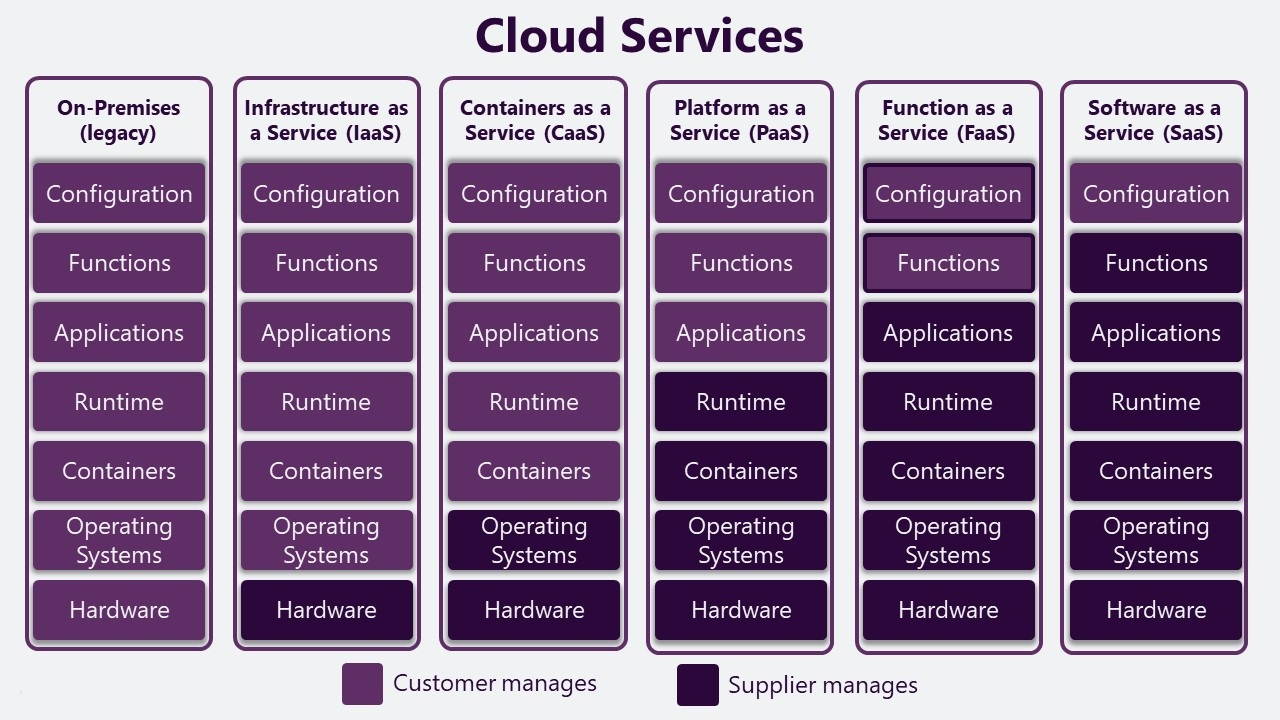 Cloud Services
On-Premises
(legacy)
Configuration
Functions
Applications
Runtime
Containers
Operating
Systems
Hardware
Infrastructure as
a Service (IaaS)
Configuration
Functions
Applications
Runtime
Containers
Operating
Systems
Hardware
Containers as a
Service (CaaS)
Configuration
Functions
Applications
Runtime
Containers
Operating
Systems
Hardware
Platform as a
Service (PaaS)
Configuration
Functions
Applications
Runtime
Containers
Operating
Systems
Hardware
Function as a
Service (FaaS)
Configuration
Functions
Applications
Runtime
Containers
Operating
Systems
Hardware
Software as a
Service (SaaS)
Configuration
Functions
Applications
Runtime
Containers
Operating
Systems
Hardware
Customer manages
Supplier manages